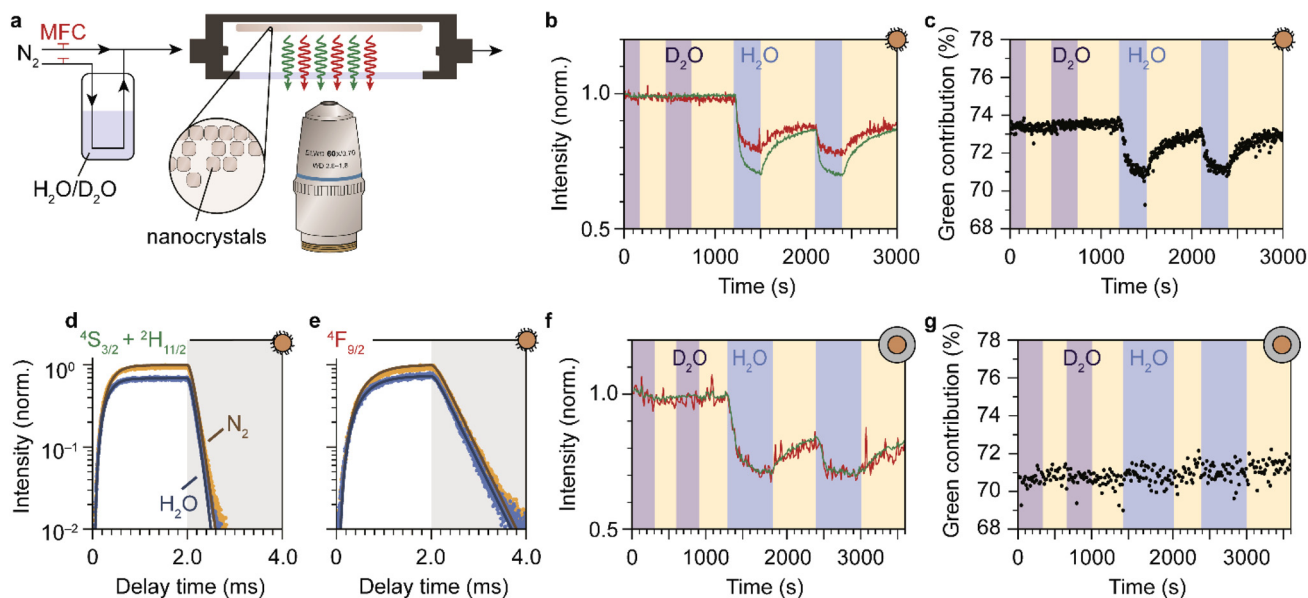 a
MFC
N₂
H₂O/D₂O
nanocrystals
60x/0.70
b
D₂O
H₂O
Intensity (norm.)
1.0
0.5
0
1000
2000
3000
Time (s)
c
D₂O
H₂O
Green contribution (%)
78
76
74
72
70
68
0
1000
2000
3000
Time (s)
d
⁴S₃/₂ + ²H₁₁/₂
Intensity (norm.)
10⁰
10⁻¹
10⁻²
N₂
H₂O
0
2.0
4.0
Delay time (ms)
e
⁴F₉/₂
0
2.0
4.0
Delay time (ms)
f
D₂O
H₂O
Intensity (norm.)
1.0
0.5
0
1000
2000
3000
Time (s)
g
D₂O
H₂O
Green contribution (%)
78
76
74
72
70
68
0
1000
2000
3000
Time (s)